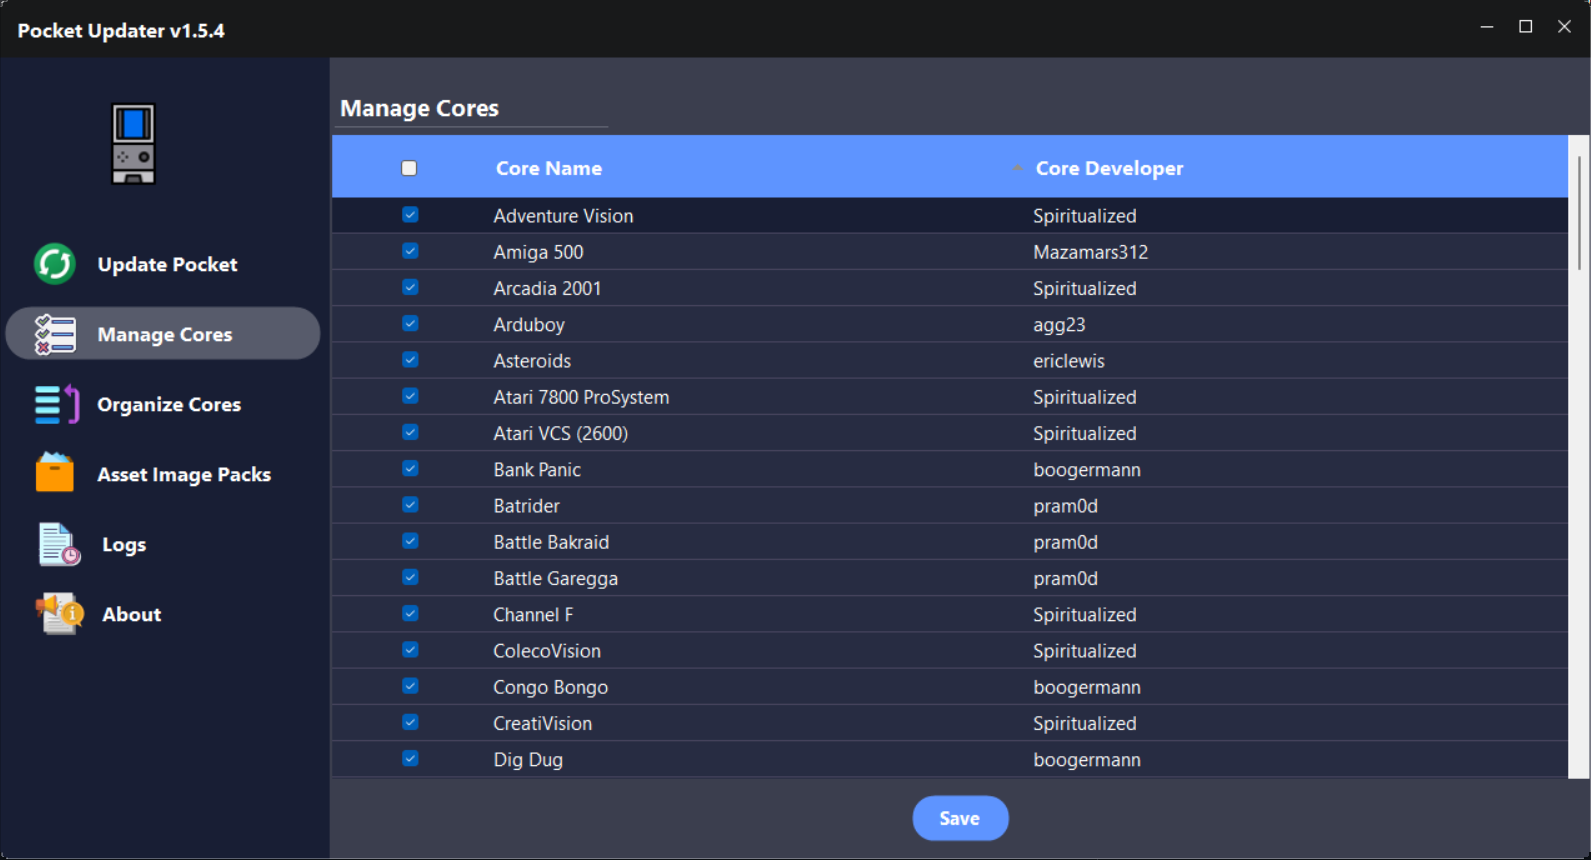 Pocket Updater v1.5.4
Update Pocket
Manage Cores
Organize Cores
Asset Image Packs
Logs
About
Manage Cores
Core Name Core Developer
Adventure Vision Spiritualized
Amiga 500 Mazamars312
Arcadia 2001 Spiritualized
Arduboy agg23
Asteroids ericlewis
Atari 7800 ProSystem Spiritualized
Atari VCS (2600) Spiritualized
Bank Panic boogermann
Batrider pram0d
Battle Bakraid pram0d
Battle Garegga pram0d
Channel F Spiritualized
ColecoVision Spiritualized
Congo Bongo boogermann
CreatiVision Spiritualized
Dig Dug boogermann
Save